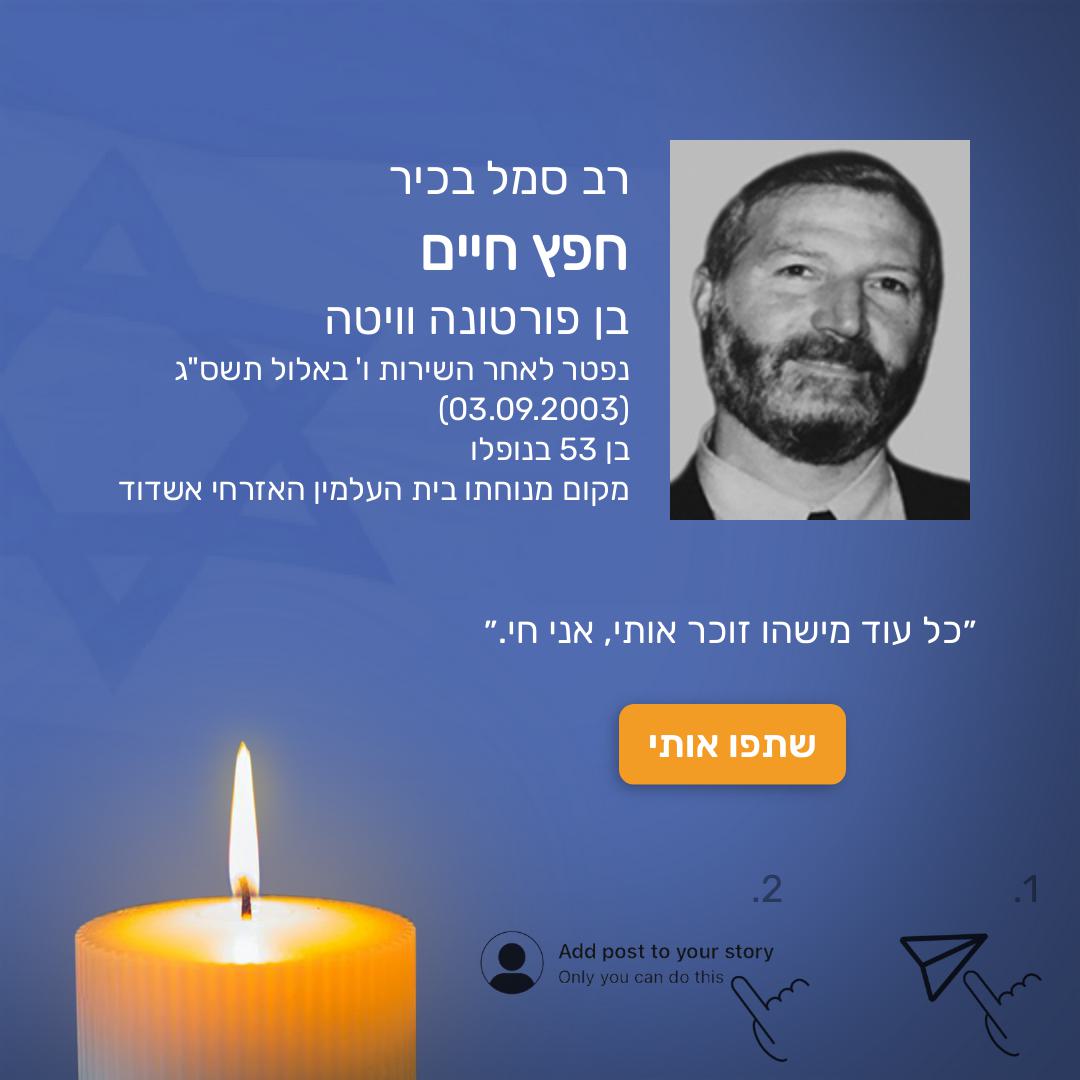 רב סמל בכיר
חפץ חיים
בן פורטונה וויטה
נפטר לאחר השירות ו' באלול תשס"ג
(03.09.2003)
בן 53 בנופלו
מקום מנוחתו בית העלמין האזרחי אשדוד
״כל עוד מישהו זוכר אותי, אני חי.״
שתפו אותי
1.
2.
Add post to your story
Only you can do this